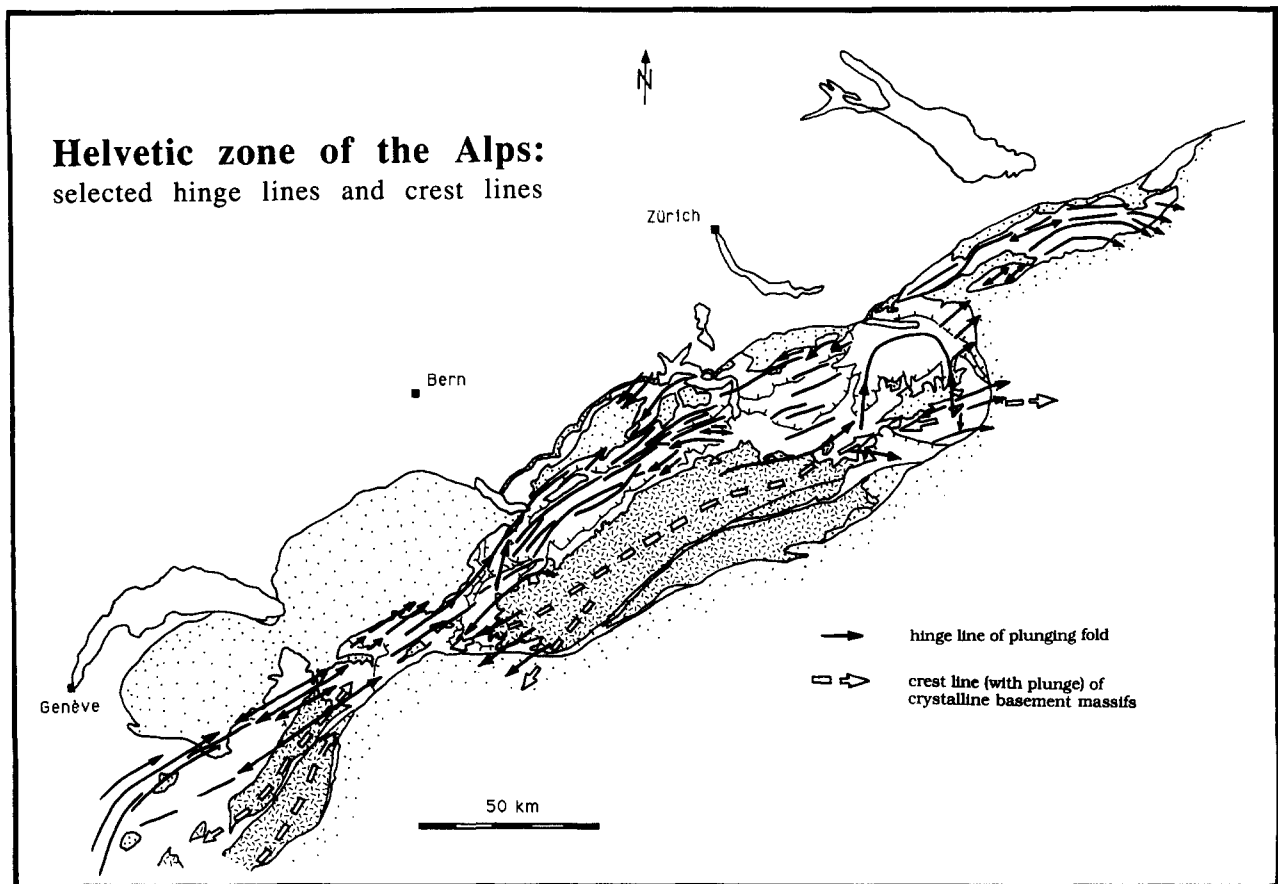 N
Helvetic zone of the Alps:
selected hinge lines and crest lines
Zürich
Bern
Genève
hinge line of plunging fold
crest line (with plunge) of
crystalline basement massifs
50 km